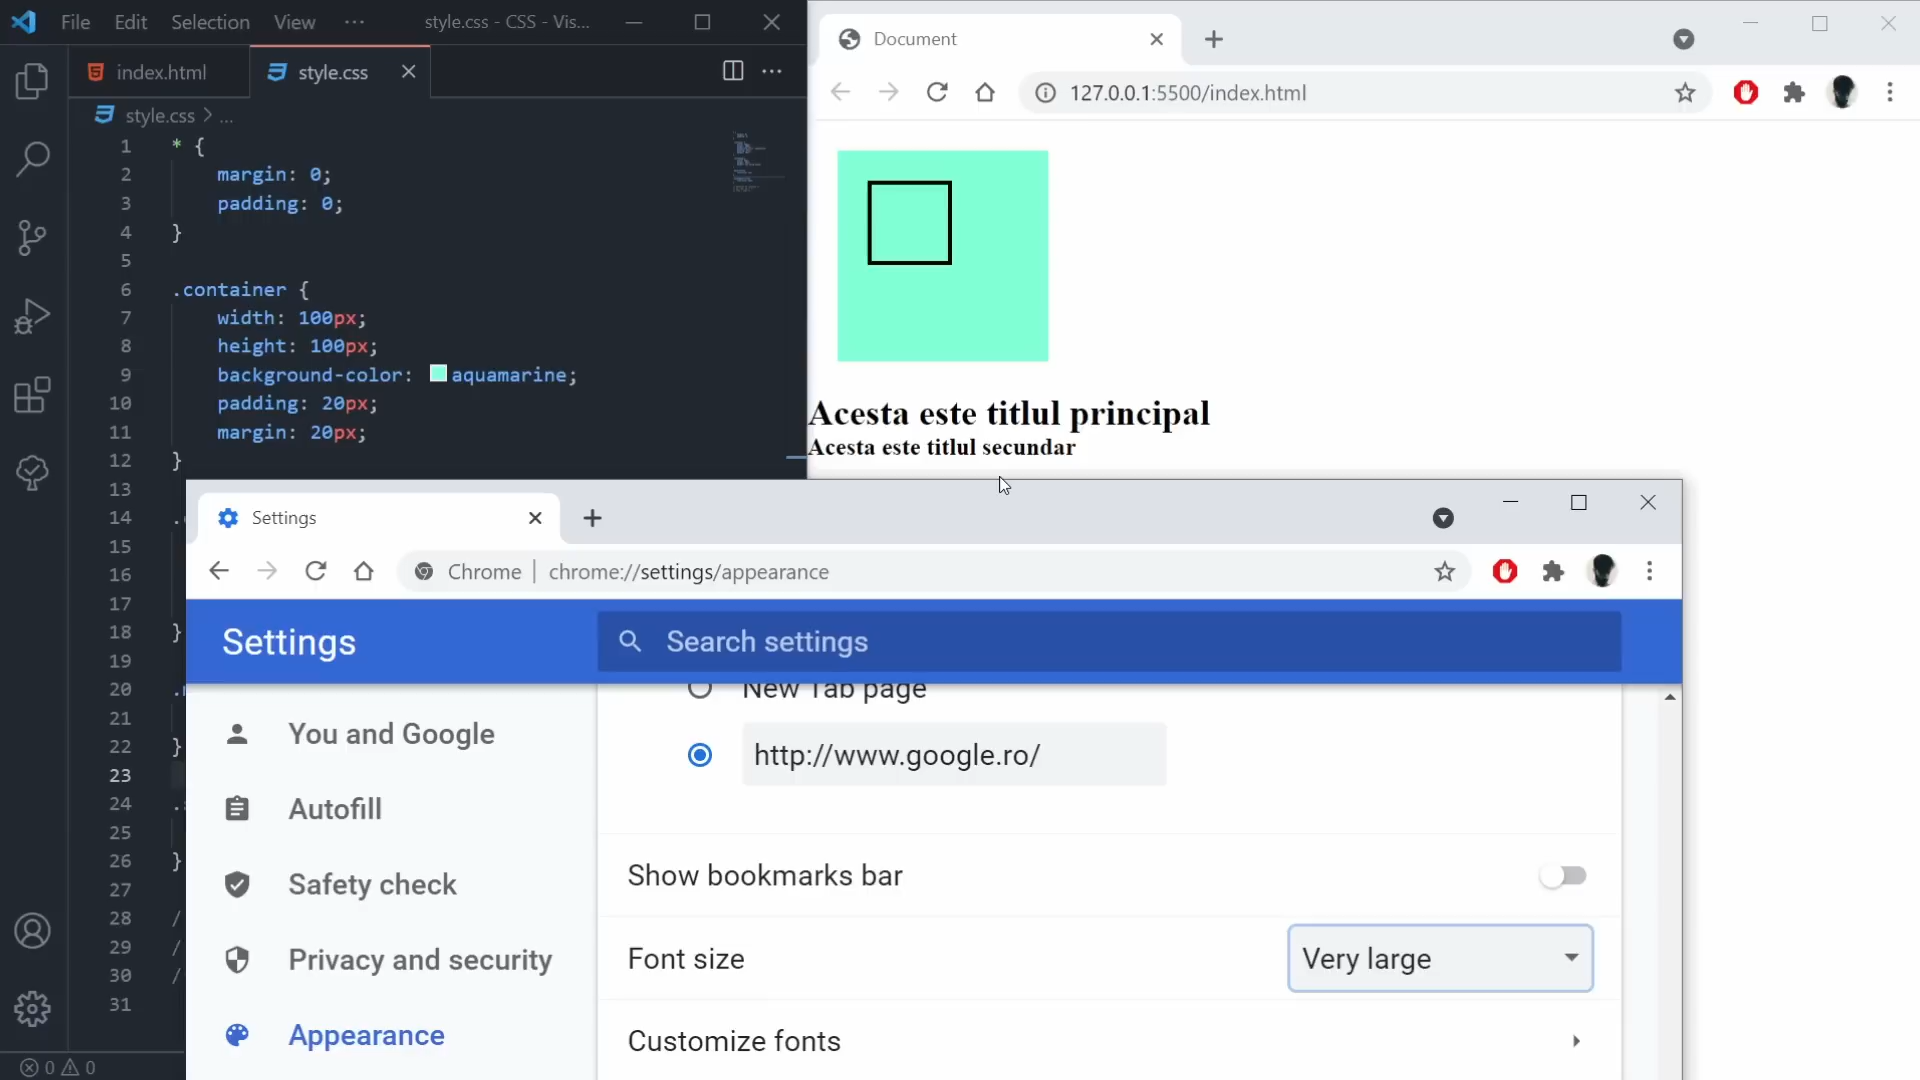 File Edit Selection View ··· style.css - CSS - Vis...
index.html
style.css
style.css > ...
1 * {
2 margin: 0;
3 padding: 0;
4 }
5
6 .container {
7 width: 100px;
8 height: 100px;
9 background-color: aquamarine;
10 padding: 20px;
11 margin: 20px;
12 }
13
14 .
15
16
17
18 }
19
20 .
21
22 }
23
24 .
25
26 }
27
28 /
29 /
30 /
31
0 0
Document
127.0.0.1:5500/index.html
Acesta este titlul principal
Acesta este titlul secundar
Settings
Chrome | chrome://settings/appearance
Settings
Search settings
You and Google
Autofill
Safety check
Privacy and security
Appearance
New Tab page
http://www.google.ro/
Show bookmarks bar
Font size Very large
Customize fonts